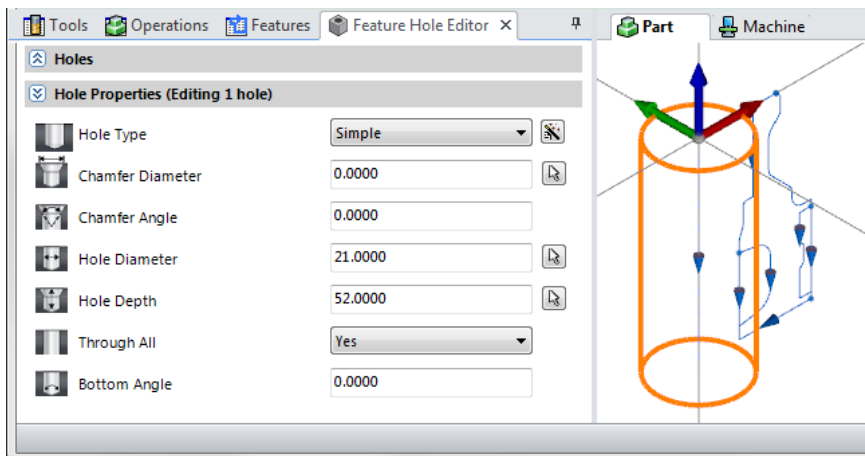 Tools Operations Features Feature Hole Editor Part Machine
Holes
Hole Properties (Editing 1 hole)
Hole Type Simple
Chamfer Diameter 0.0000
Chamfer Angle 0.0000
Hole Diameter 21.0000
Hole Depth 52.0000
Through All Yes
Bottom Angle 0.0000